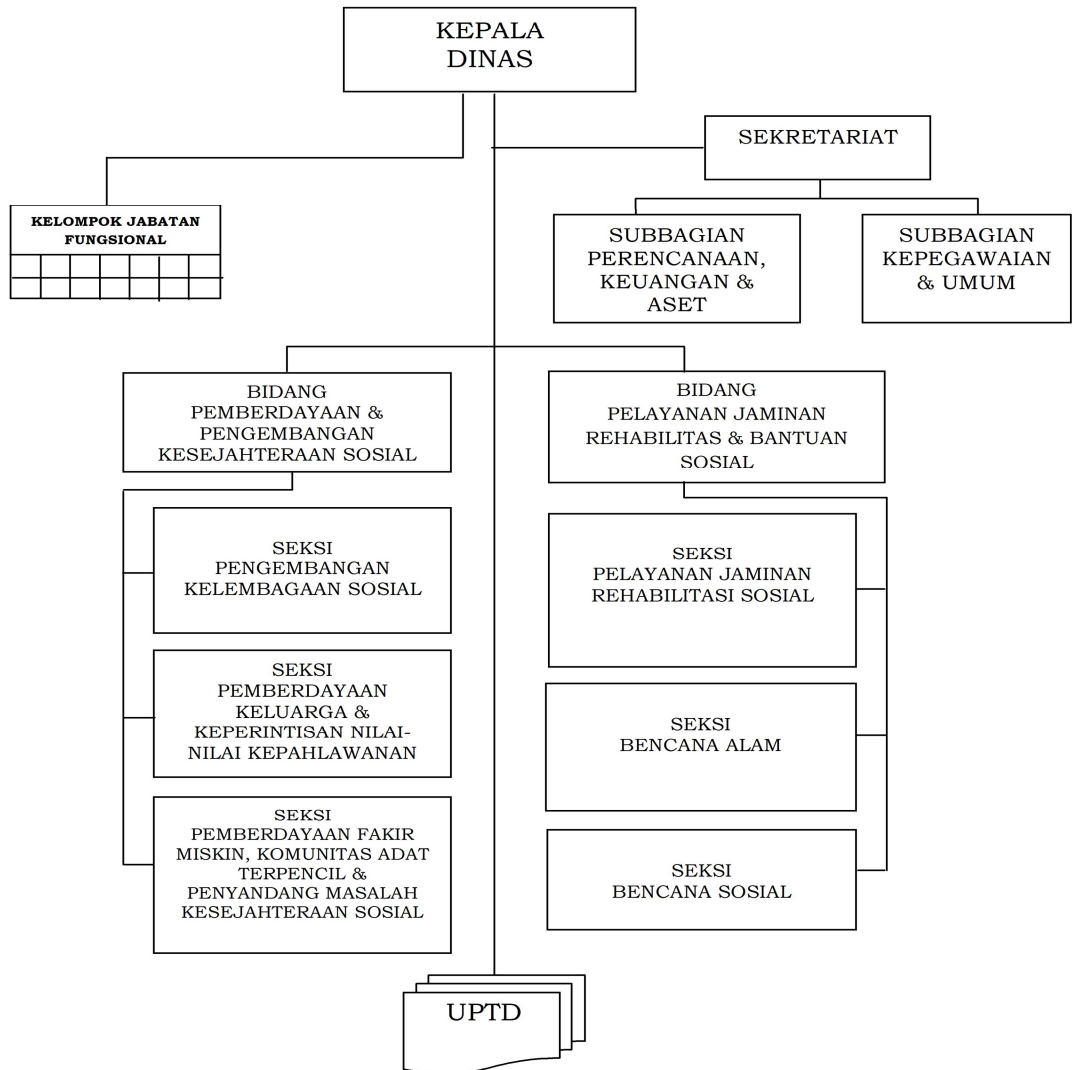 KEPALA
DINAS
SEKRETARIAT
KELOMPOK JABATAN
FUNGSIONAL
SUBBAGIAN
PERENCANAAN,
KEUANGAN &
ASET
SUBBAGIAN
KEPEGAWAIAN
& UMUM
BIDANG
PEMBERDAYAAN &
PENGEMBANGAN
KESEJAHTERAAN SOSIAL
BIDANG
PELAYANAN JAMINAN
REHABILITAS & BANTUAN
SOSIAL
SEKSI
PENGEMBANGAN
KELEMBAGAAN SOSIAL
SEKSI
PEMBERDAYAAN
KELUARGA &
KEPERINTISAN NILAI-
NILAI KEPAHLAWANAN
SEKSI
PEMBERDAYAAN FAKIR
MISKIN, KOMUNITAS ADAT
TERPENCIL &
PENYANDANG MASALAH
KESEJAHTERAAN SOSIAL
SEKSI
PELAYANAN JAMINAN
REHABILITASI SOSIAL
SEKSI
BENCANA ALAM
SEKSI
BENCANA SOSIAL
UPTD